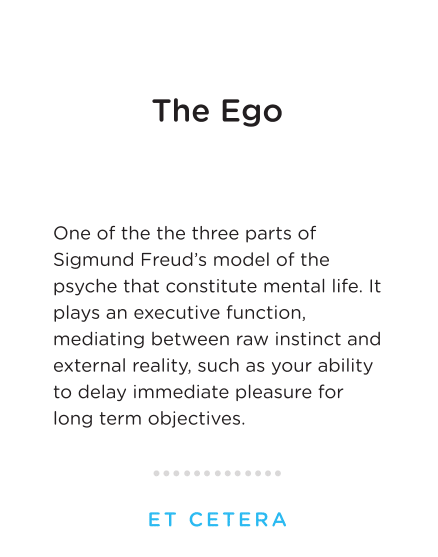 The Ego
One of the the three parts of
Sigmund Freud’s model of the
psyche that constitute mental life. It
plays an executive function,
mediating between raw instinct and
external reality, such as your ability
to delay immediate pleasure for
long term objectives.
ET CETERA